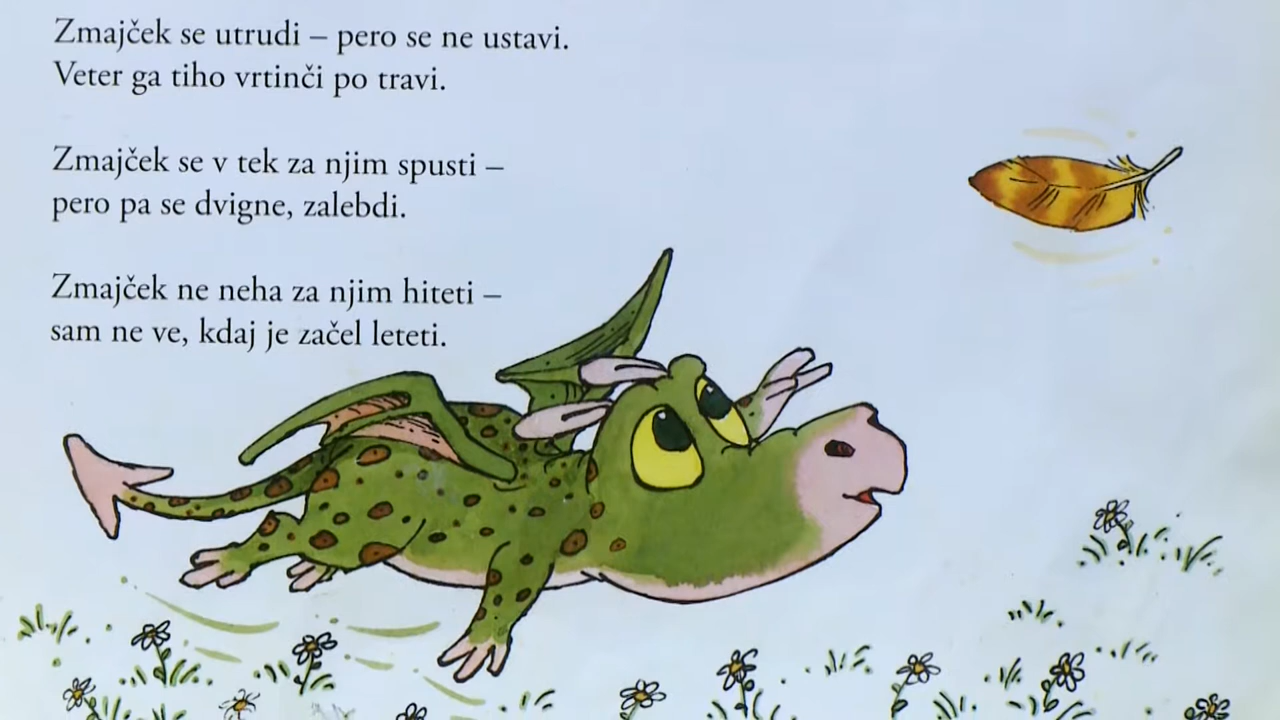 Zmajček se utrudi – pero se ne ustavi.
Veter ga tiho vrtinči po travi.
Zmajček se v tek za njim spusti –
pero pa se dvigne, zalebdi.
Zmajček ne neha za njim hiteti –
sam ne ve, kdaj je začel leteti.